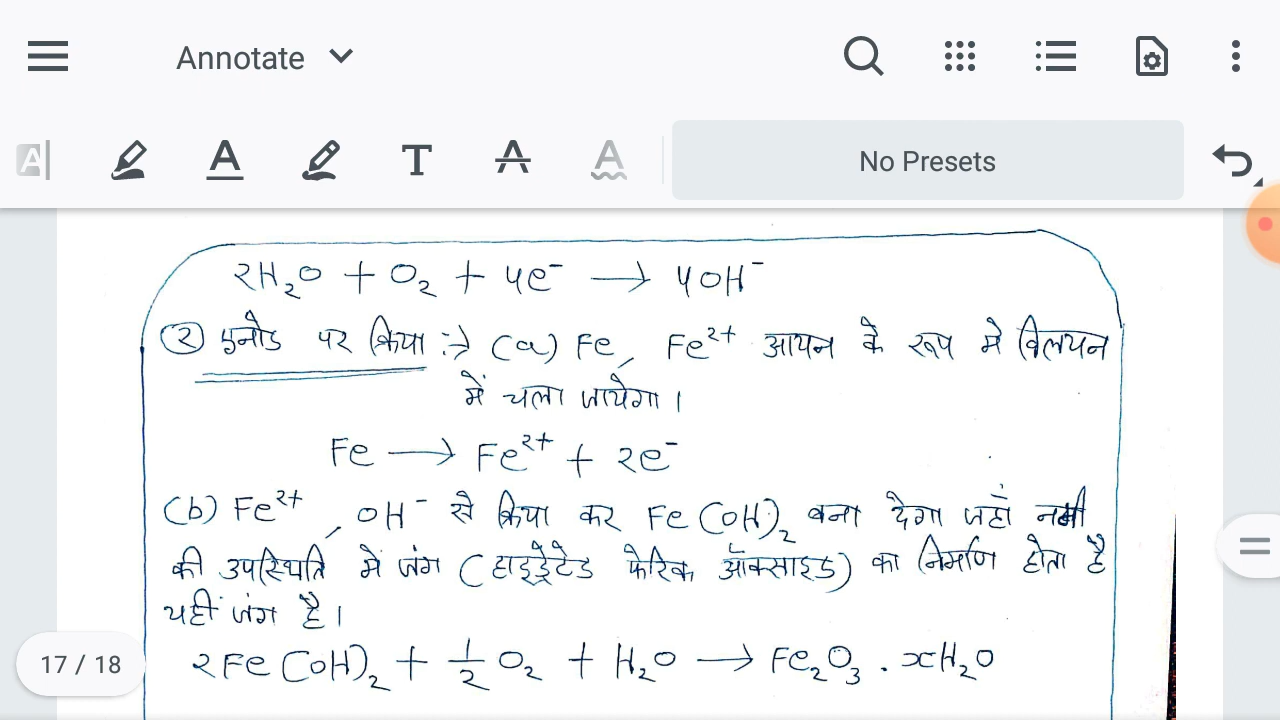 Annotate
A A T A A No Presets
2H₂O + O₂ + 4e⁻ → 4OH⁻
② एनोड पर क्रिया :→ (a) Fe, Fe²⁺ आयन के रूप मे विलयन
में चला जायेगा।
Fe → Fe²⁺ + 2e⁻
(b) Fe²⁺, OH⁻ से क्रिया कर Fe(OH)₂ बना देगा जहाँ नमी
की उपस्थिति मे जंग (हाइड्रेटेड फेरिक ऑक्साइड) का निर्माण होता है
यही जंग है।
2Fe(OH)₂ + 1/2 O₂ + H₂O → Fe₂O₃ . xH₂O
17 / 18